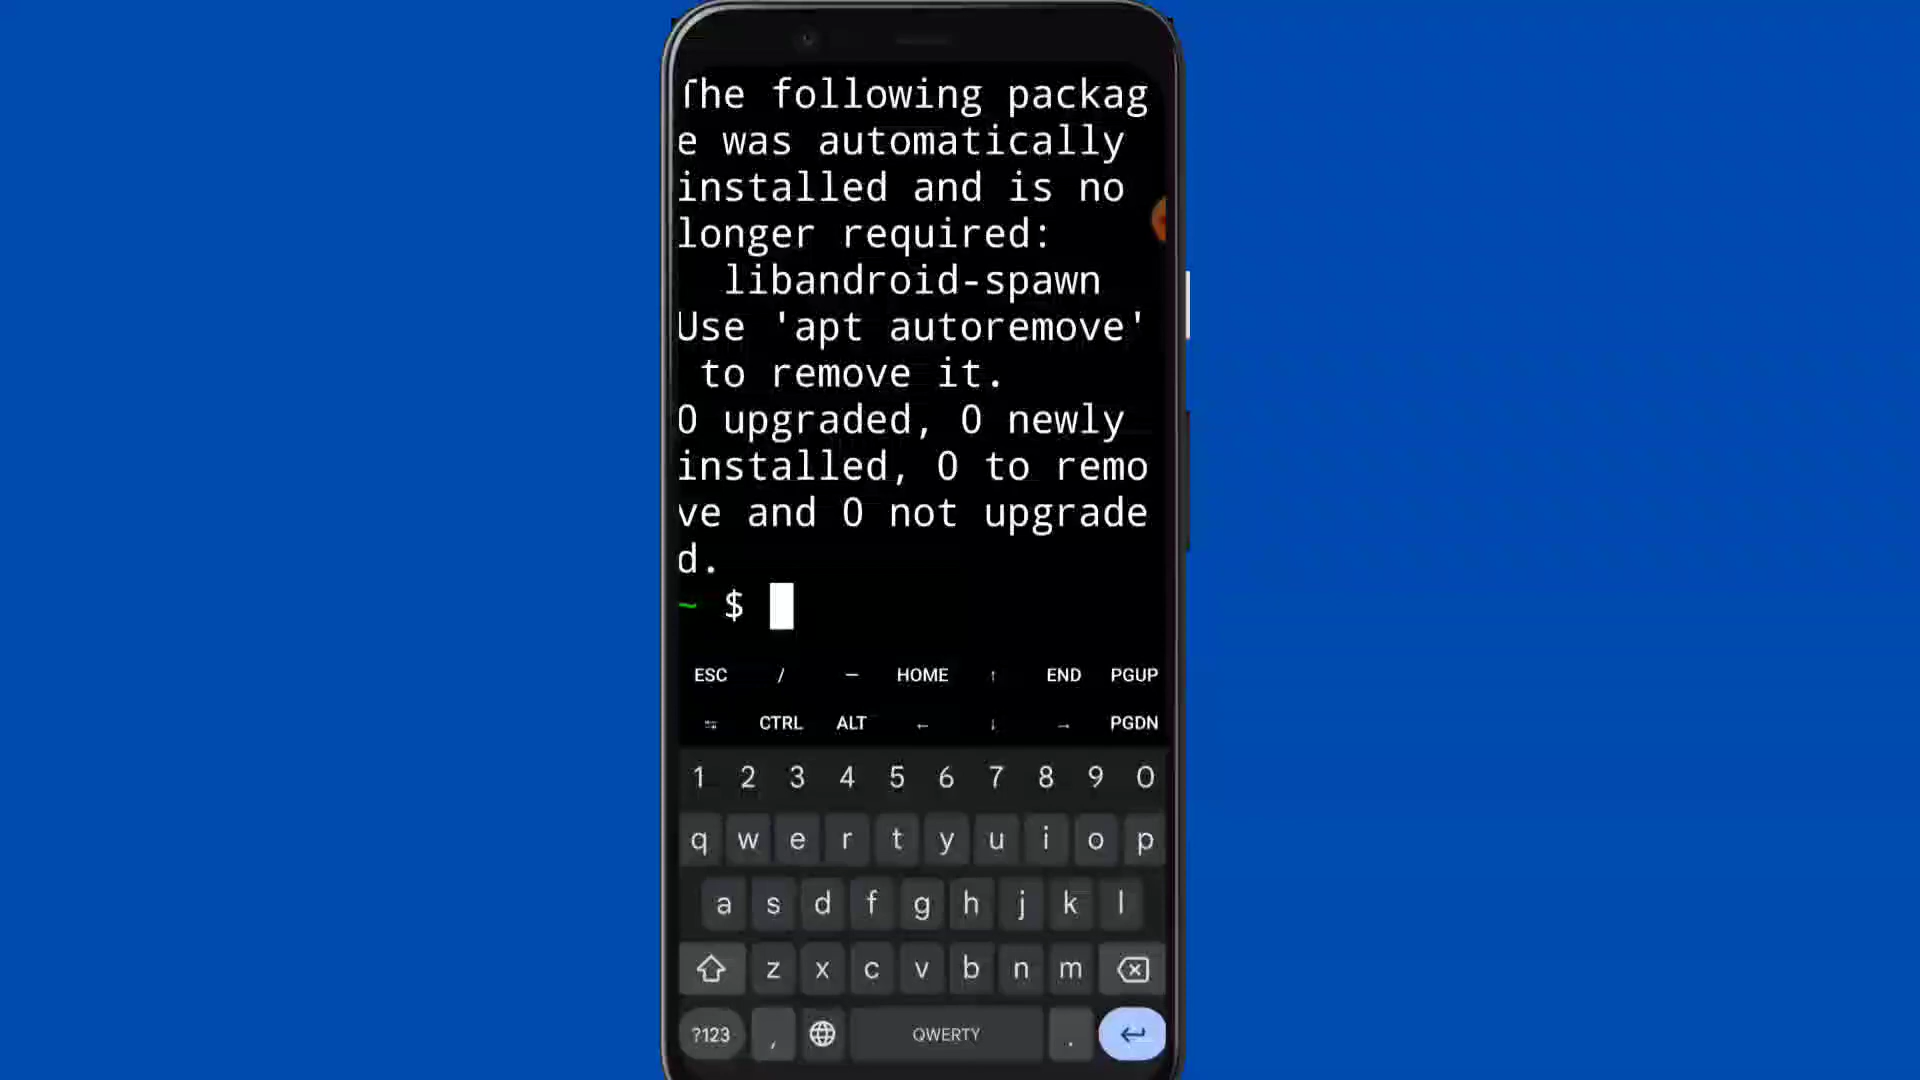 The following packag
e was automatically
installed and is no
longer required:
libandroid-spawn
Use 'apt autoremove'
to remove it.
0 upgraded, 0 newly
installed, 0 to remo
ve and 0 not upgrade
d.
~ $
ESC / — HOME ↑ END PGUP
⇆ CTRL ALT ← ↓ → PGDN
1 2 3 4 5 6 7 8 9 0
q w e r t y u i o p
a s d f g h j k l
z x c v b n m
?123 , QWERTY .